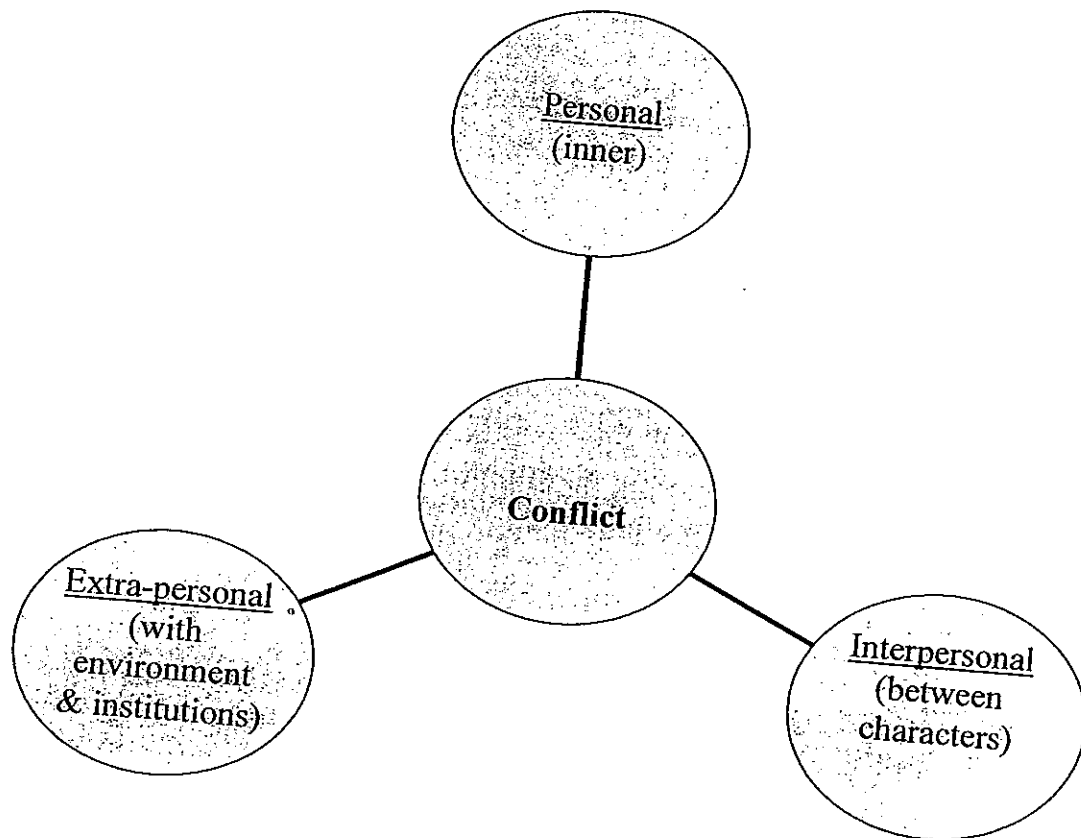 Personal
(inner)
Conflict
Extra-personal
(with
environment
& institutions)
Interpersonal
(between
characters)